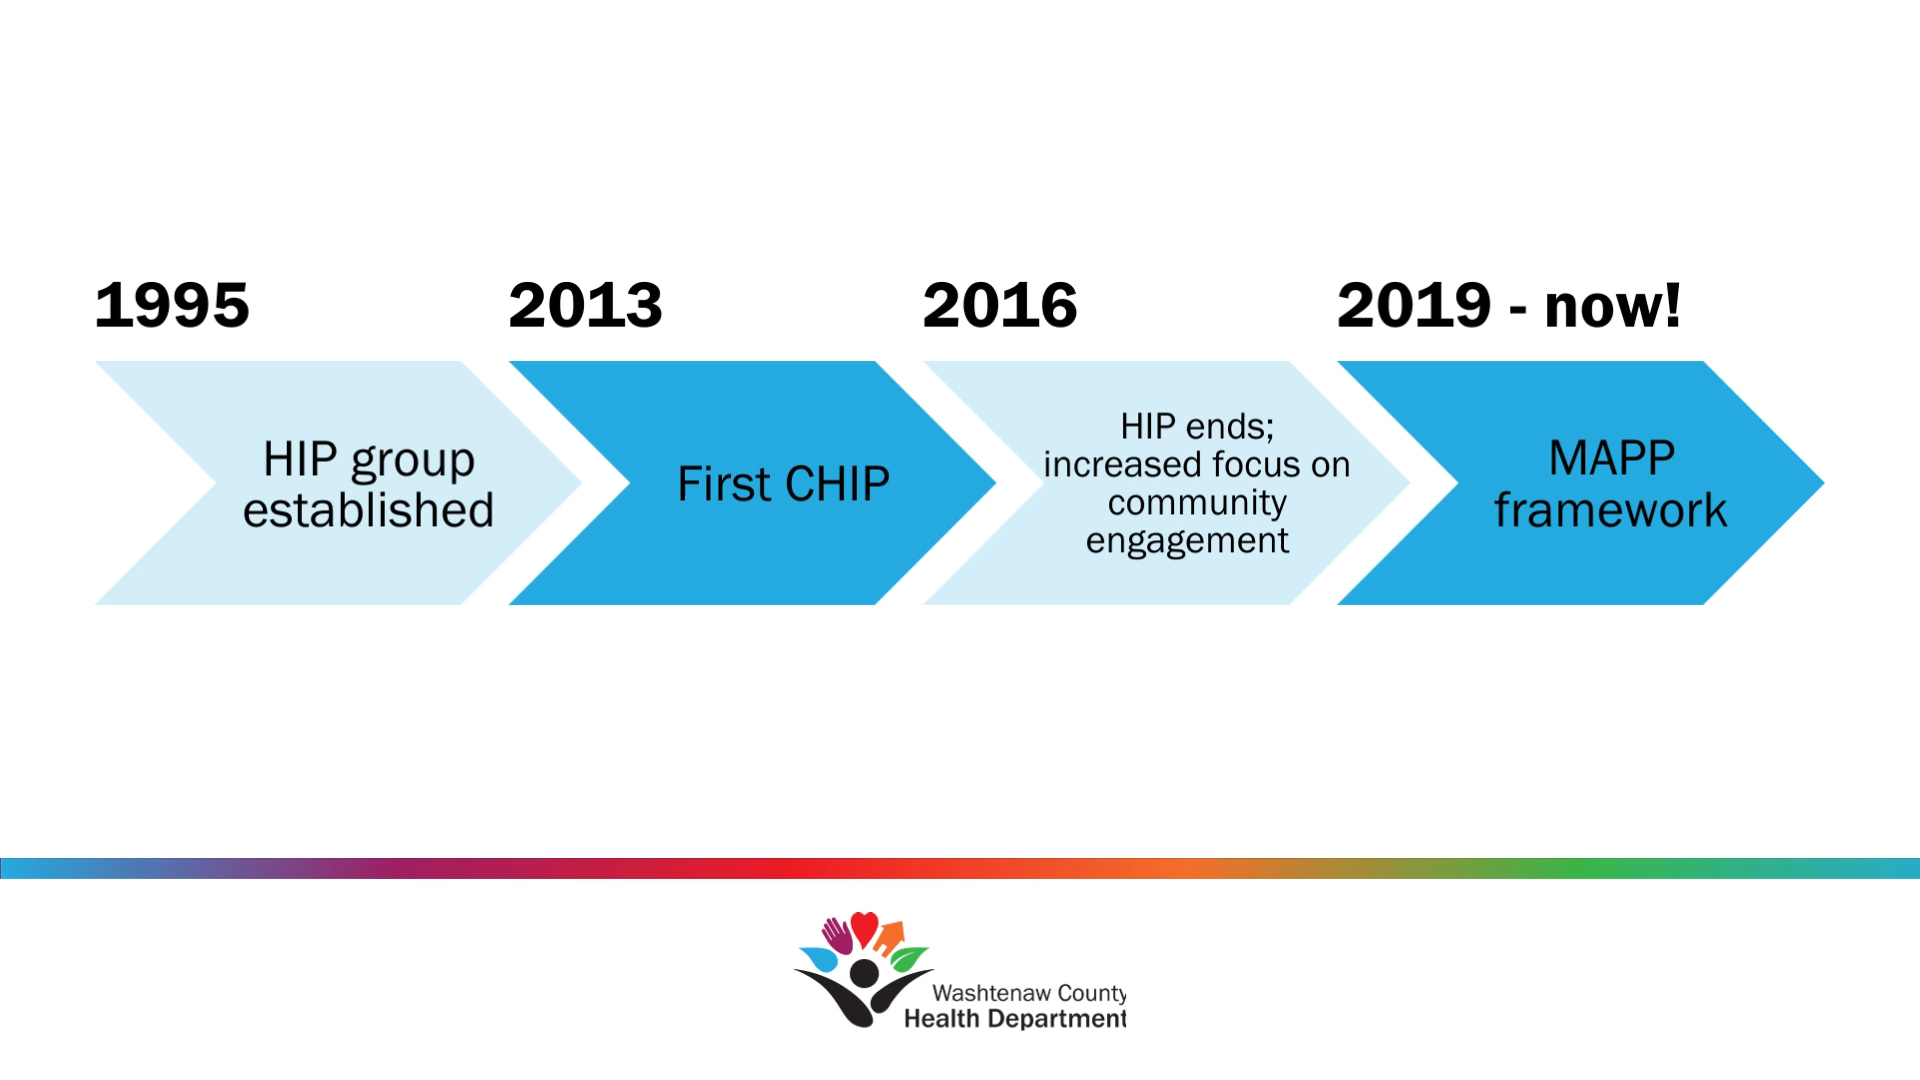 1995
2013
2016
2019 - now!
HIP group
established
First CHIP
HIP ends;
increased focus on
community
engagement
MAPP
framework
Washtenaw County
Health Department